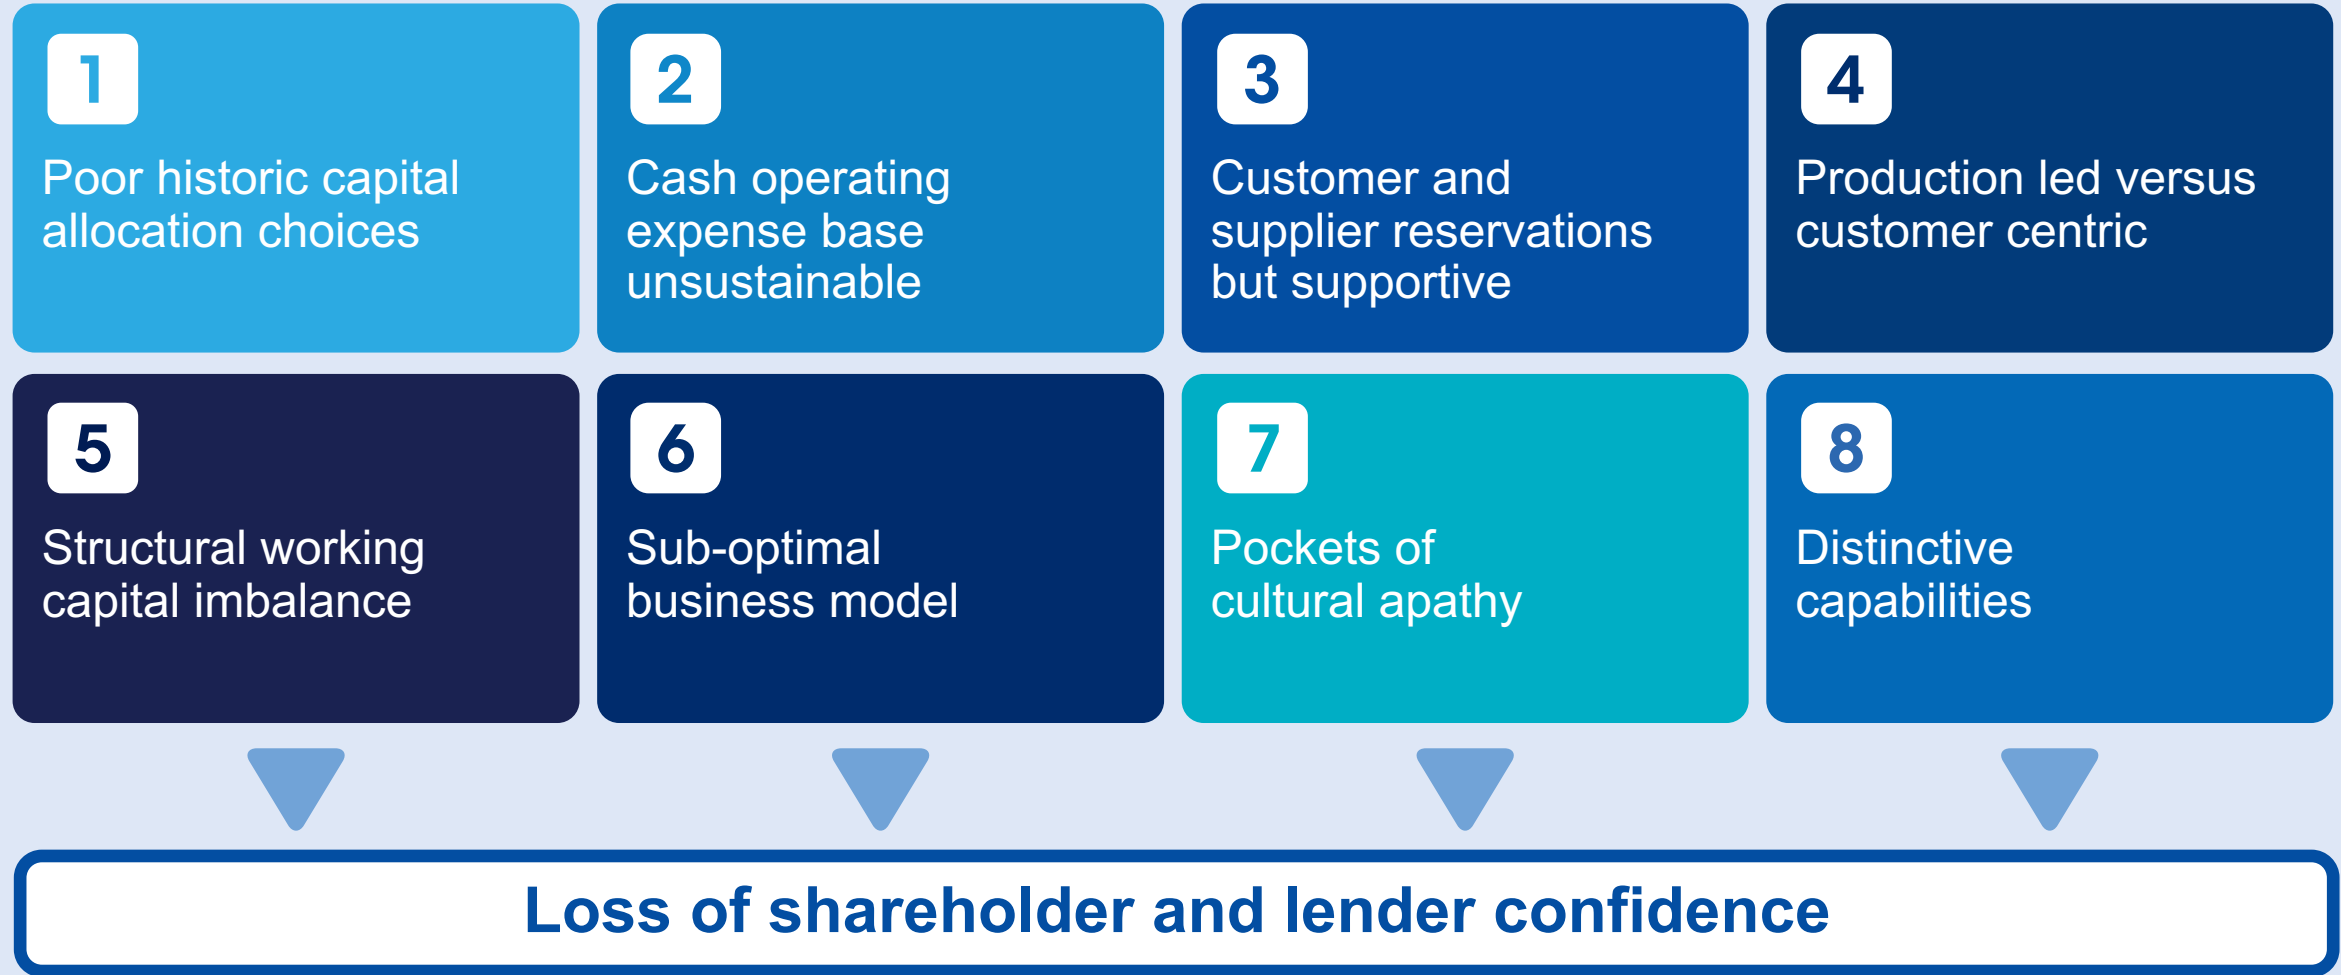 1
Poor historic capital
allocation choices
2
Cash operating
expense base
unsustainable
3
Customer and
supplier reservations
but supportive
4
Production led versus
customer centric
5
Structural working
capital imbalance
6
Sub-optimal
business model
7
Pockets of
cultural apathy
8
Distinctive
capabilities
Loss of shareholder and lender confidence